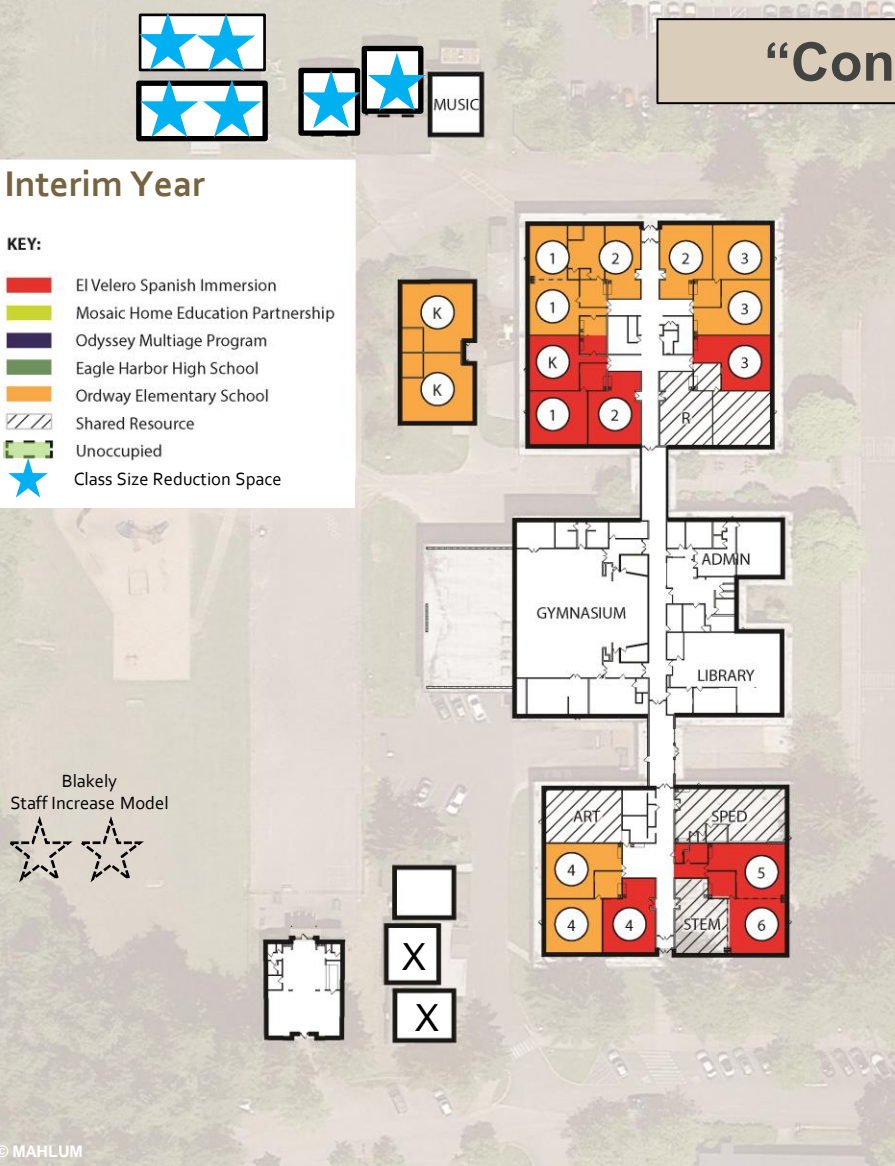 “Con
MUSIC
Interim Year
KEY:
El Velero Spanish Immersion
Mosaic Home Education Partnership
Odyssey Multiage Program
Eagle Harbor High School
Ordway Elementary School
Shared Resource
Unoccupied
Class Size Reduction Space
1 2 2 3
K 1 3
K 3
K
1 2 R
ADMIN
GYMNASIUM
LIBRARY
Blakely
Staff Increase Model
ART SPED
4 5
4 4 STEM 6
X
X
© MAHLUM